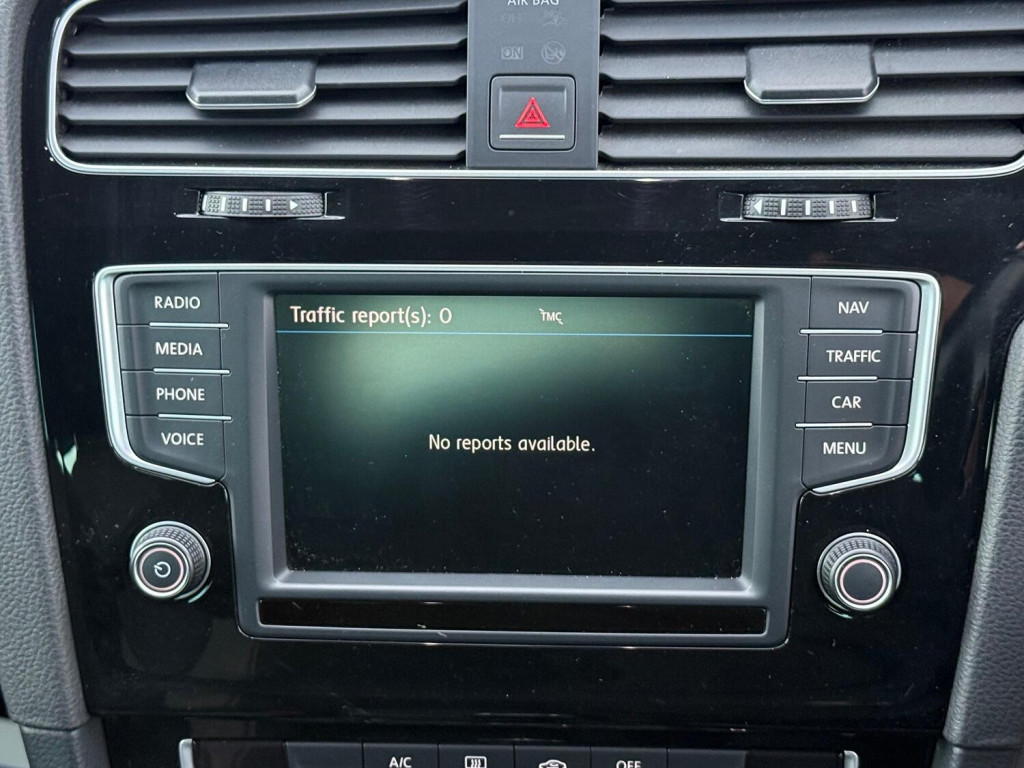 AIR BAG
OFF
ON
RADIO
MEDIA
PHONE
VOICE
Traffic report(s): 0
TMC
No reports available.
NAV
TRAFFIC
CAR
MENU
A/C
OFF